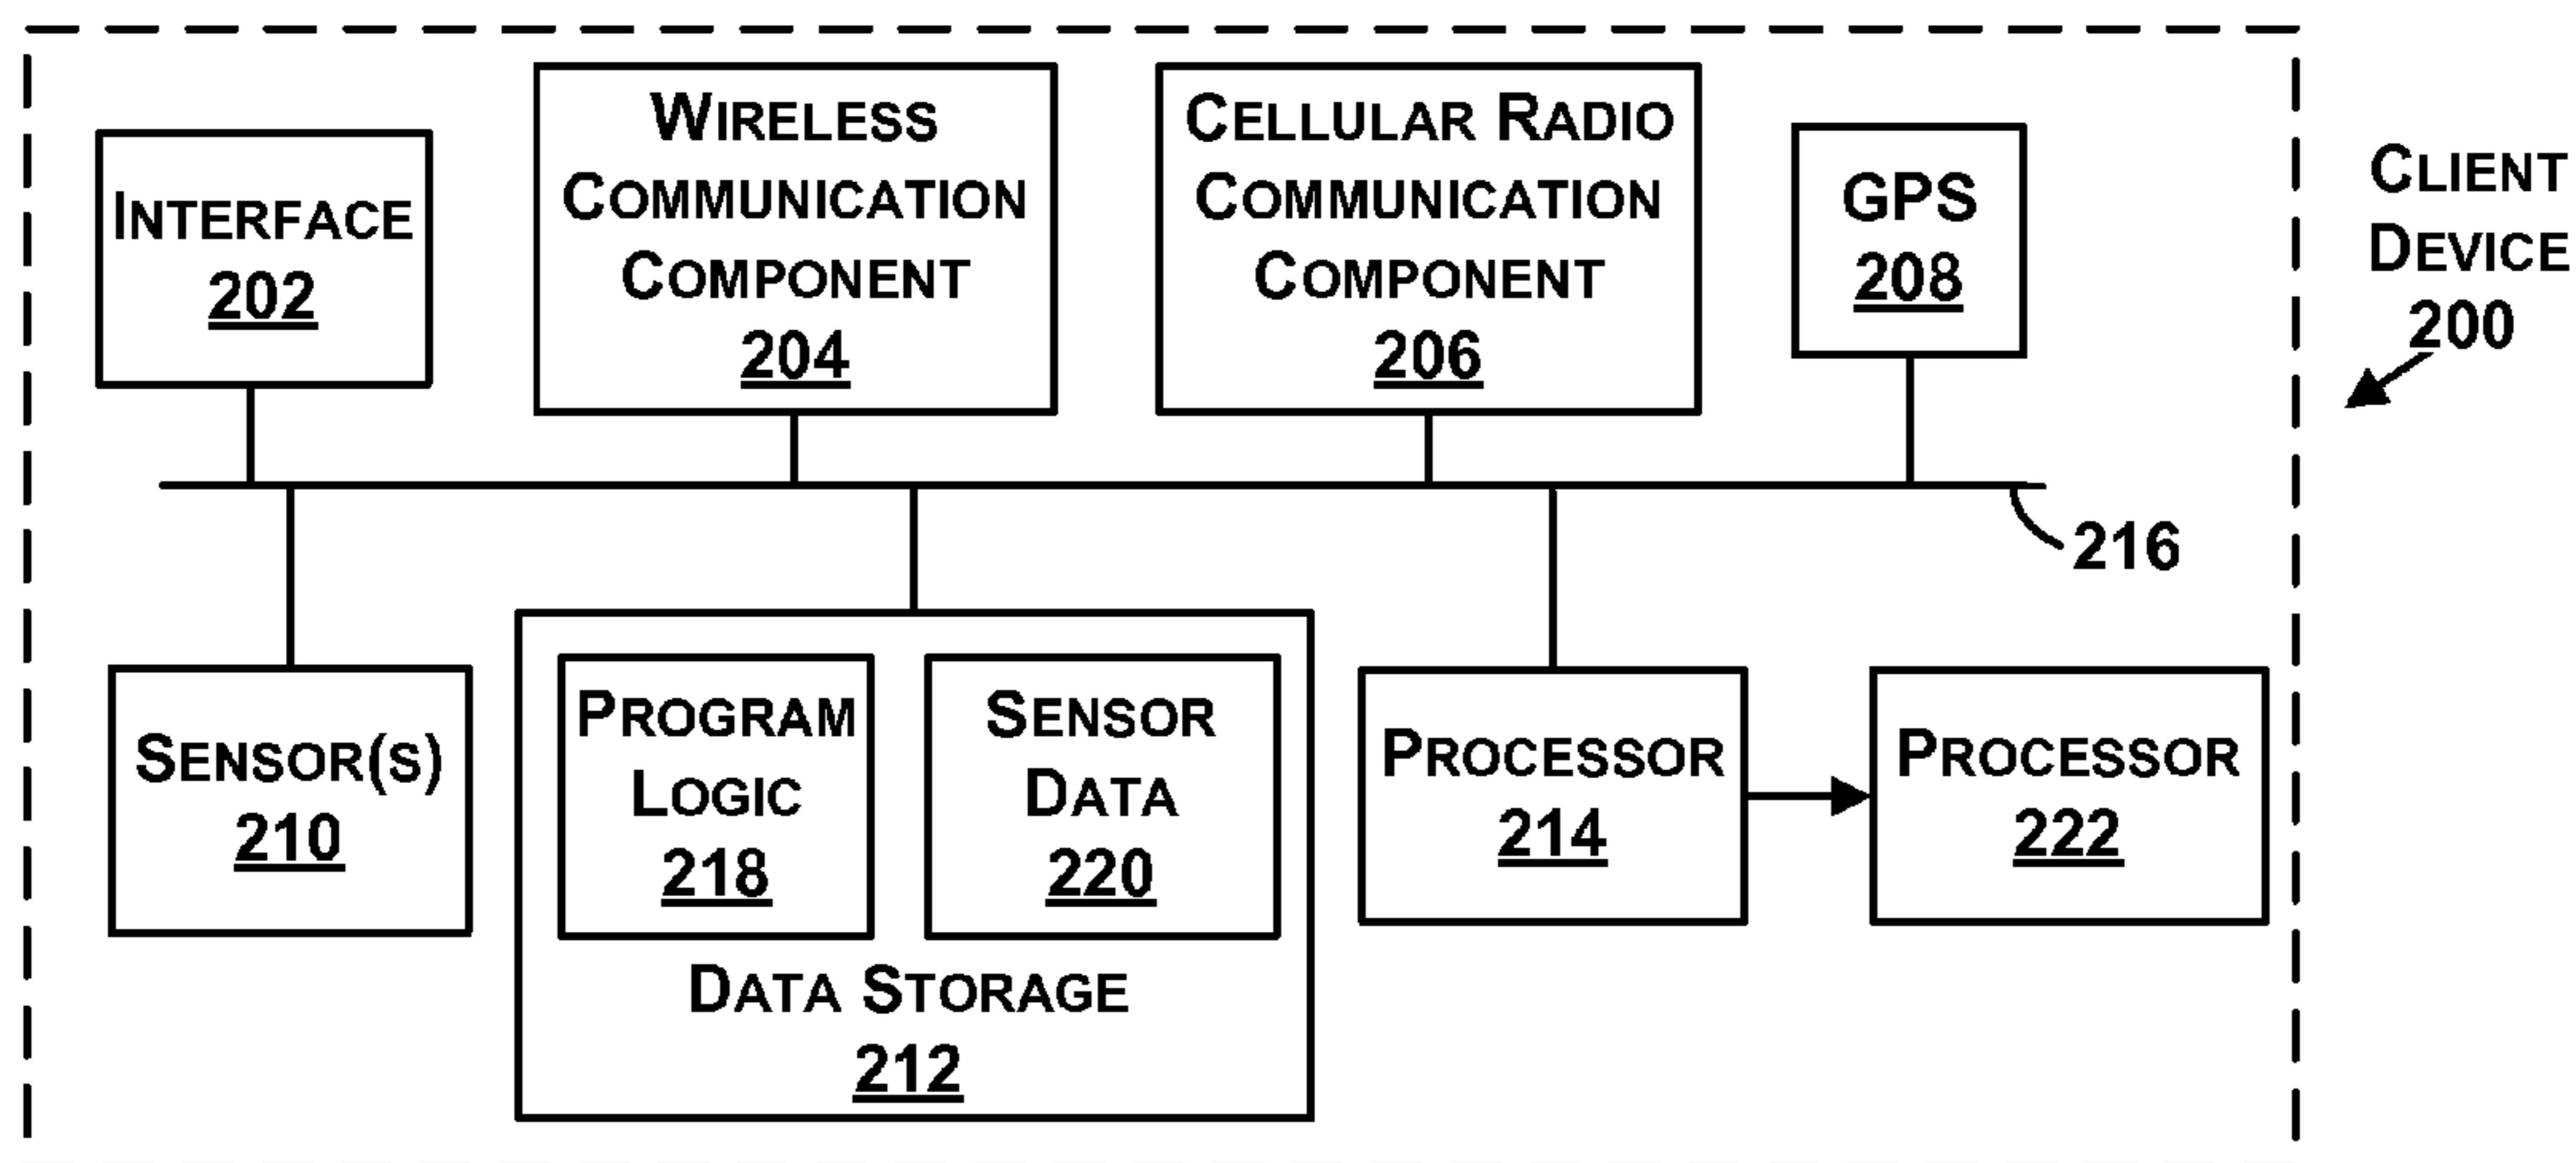 INTERFACE
202
WIRELESS
COMMUNICATION
COMPONENT
204
CELLULAR RADIO
COMMUNICATION
COMPONENT
206
GPS
208
CLIENT
DEVICE
200
216
SENSOR(S)
210
PROGRAM
LOGIC
218
SENSOR
DATA
220
DATA STORAGE
212
PROCESSOR
214
PROCESSOR
222